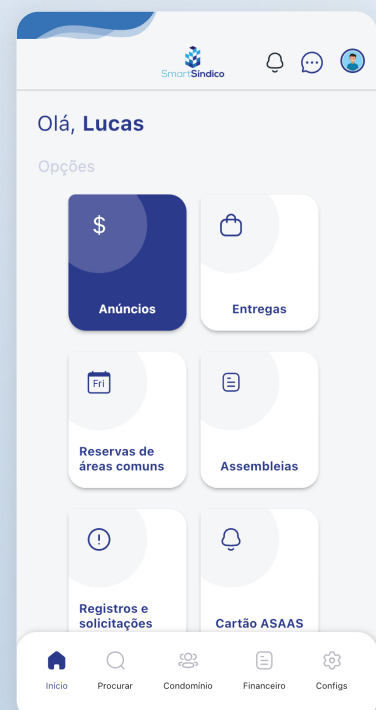 SmartSindico
Olá, Lucas
Opções
$
Anúncios
Entregas
Fri
Reservas de
áreas comuns
Assembleias
Registros e
solicitações
Cartão ASAAS
Início
Procurar
Condomínio
Financeiro
Configs